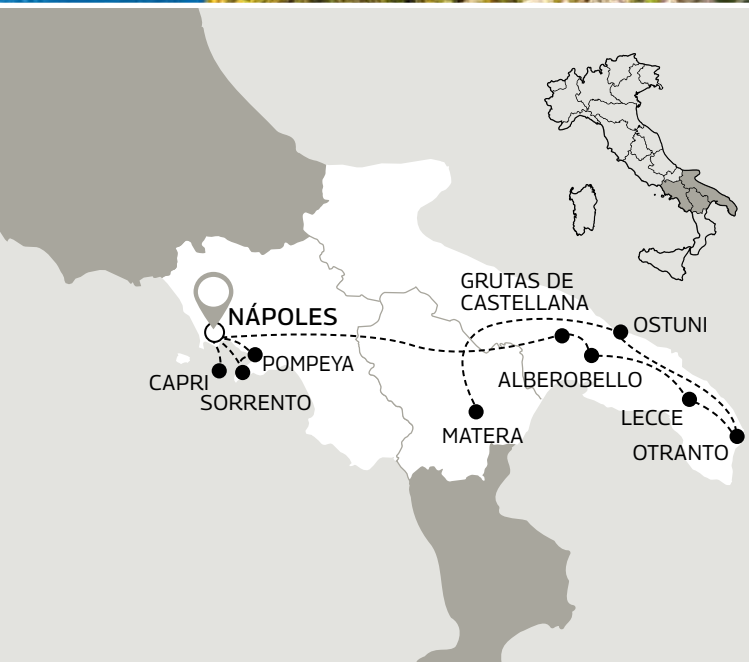 GRUTAS DE
CASTELLANA
NÁPOLES
OSTUNI
POMPEYA
CAPRI
ALBEROBELLO
SORRENTO
LECCE
MATERA
OTRANTO